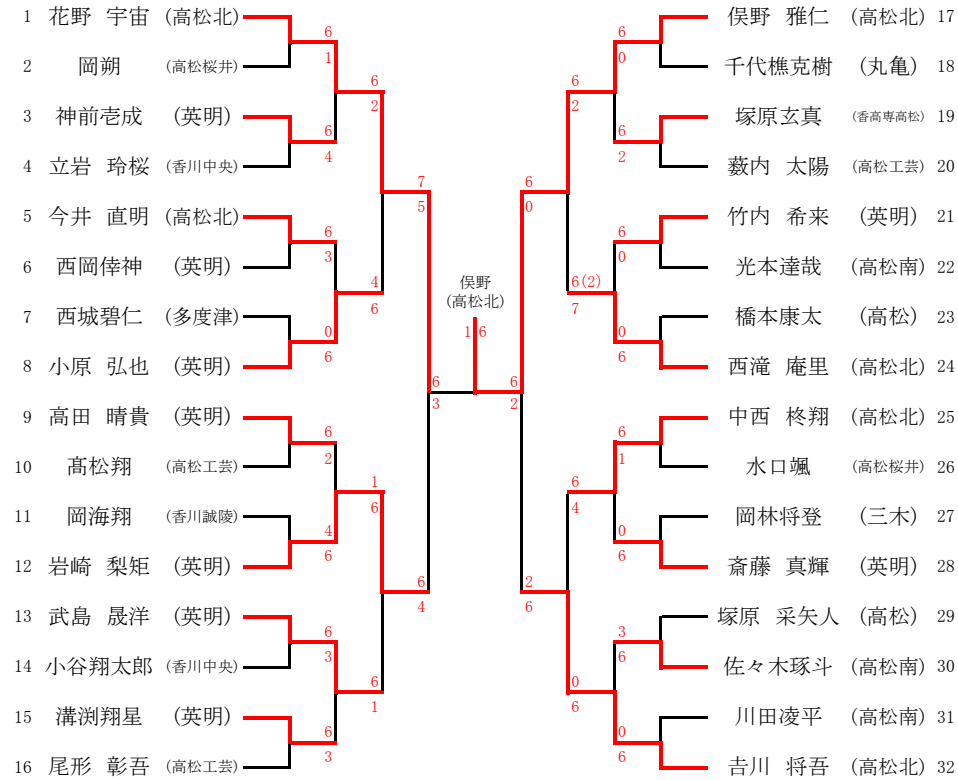 1 花野 宇宙 (高松北)
2 岡朔 (高松桜井)
3 神前壱成 (英明)
4 立岩 玲桜 (香川中央)
5 今井 直明 (高松北)
6 西岡倖神 (英明)
7 西城碧仁 (多度津)
8 小原 弘也 (英明)
9 高田 晴貴 (英明)
10 髙松翔 (高松工芸)
11 岡海翔 (香川誠陵)
12 岩崎 梨矩 (英明)
13 武島 晟洋 (英明)
14 小谷翔太郎 (香川中央)
15 溝渕翔星 (英明)
16 尾形 彰吾 (高松工芸)
6
1
6
4
6
3
0
6
6
2
4
6
6
3
6
3
6
2
4
6
1
6
6
1
7
5
6
4
6
3
俣野
(高松北)
1 6
6
2
6
0
2
6
6
2
6(2)
7
6
4
0
6
6
0
6
2
6
0
0
6
6
1
0
6
3
6
0
6
俣野 雅仁 (高松北) 17
千代樵克樹 (丸亀) 18
塚原玄真 (香高専高松) 19
藪内 太陽 (高松工芸) 20
竹内 希来 (英明) 21
光本達哉 (高松南) 22
橋本康太 (高松) 23
西滝 庵里 (高松北) 24
中西 柊翔 (高松北) 25
水口颯 (高松桜井) 26
岡林将登 (三木) 27
斎藤 真輝 (英明) 28
塚原 采矢人 (高松) 29
佐々木琢斗 (高松南) 30
川田凌平 (高松南) 31
𠮷川 将吾 (高松北) 32